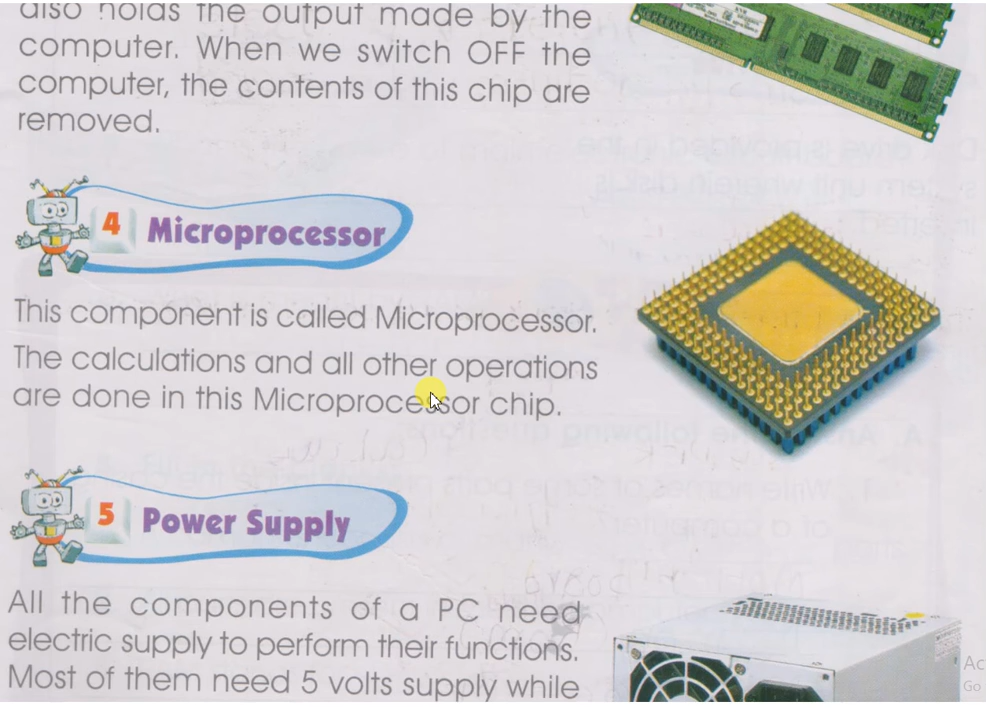 also holds the output made by the
computer. When we switch OFF the
computer, the contents of this chip are
removed.
4 Microprocessor
This component is called Microprocessor.
The calculations and all other operations
are done in this Microprocessor chip.
5 Power Supply
All the components of a PC need
electric supply to perform their functions.
Most of them need 5 volts supply while
Ac
Go